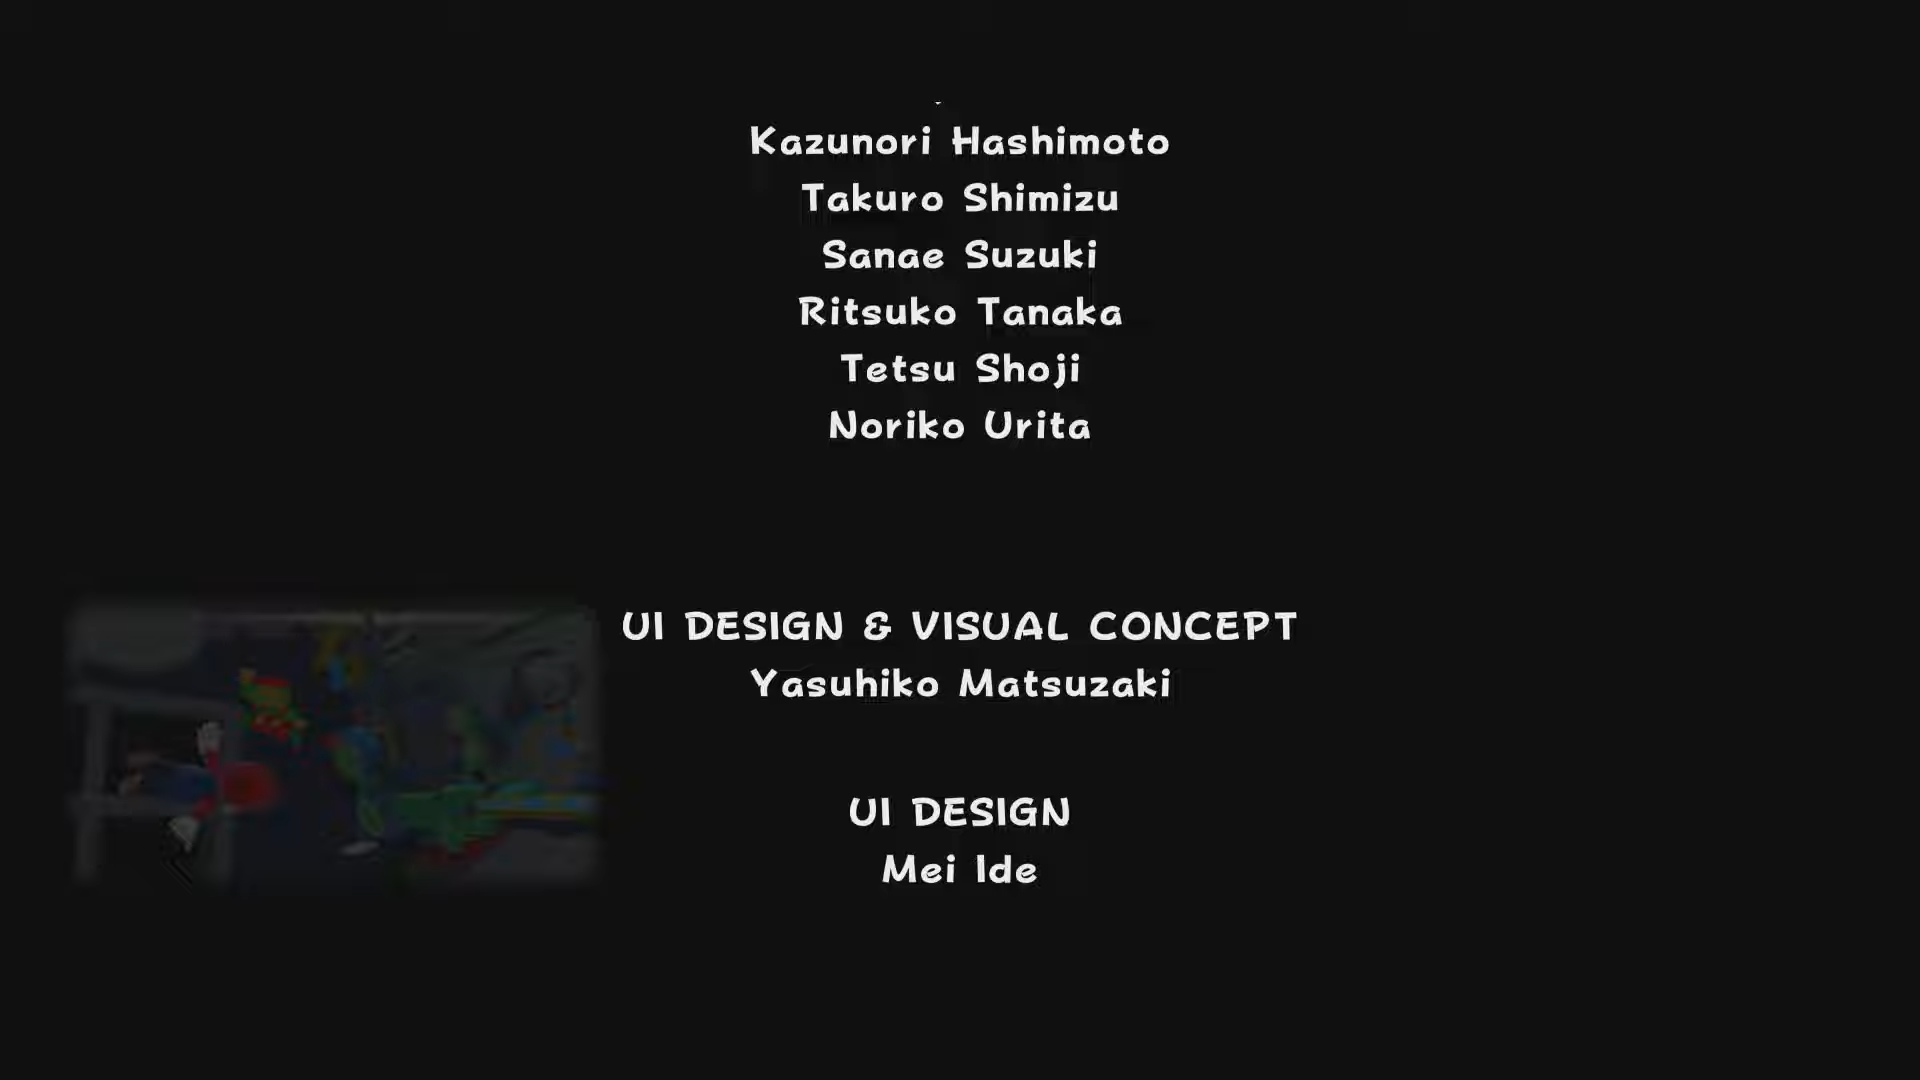 Kazunori Hashimoto
Takuro Shimizu
Sanae Suzuki
Ritsuko Tanaka
Tetsu Shoji
Noriko Urita
UI DESIGN & VISUAL CONCEPT
Yasuhiko Matsuzaki
UI DESIGN
Mei Ide